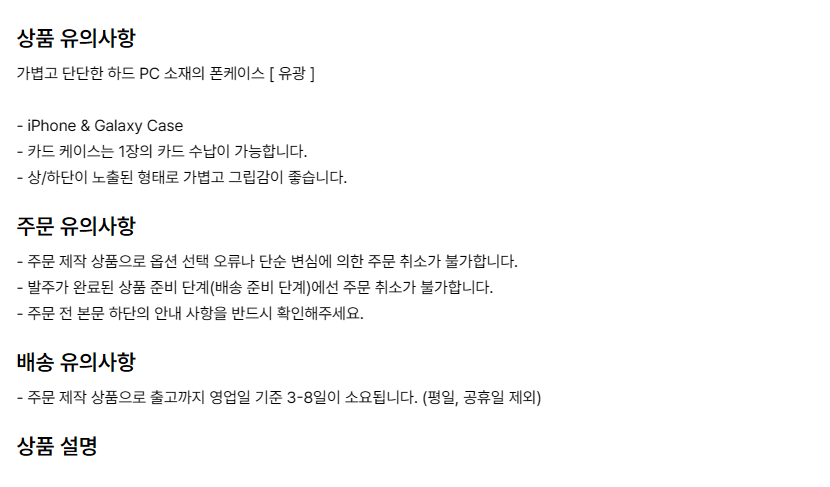 상품 유의사항
가볍고 단단한 하드 PC 소재의 폰케이스 [ 유광 ]
- iPhone & Galaxy Case
- 카드 케이스는 1장의 카드 수납이 가능합니다.
- 상/하단이 노출된 형태로 가볍고 그립감이 좋습니다.
주문 유의사항
- 주문 제작 상품으로 옵션 선택 오류나 단순 변심에 의한 주문 취소가 불가합니다.
- 발주가 완료된 상품 준비 단계(배송 준비 단계)에선 주문 취소가 불가합니다.
- 주문 전 본문 하단의 안내 사항을 반드시 확인해주세요.
배송 유의사항
- 주문 제작 상품으로 출고까지 영업일 기준 3-8일이 소요됩니다. (평일, 공휴일 제외)
상품 설명